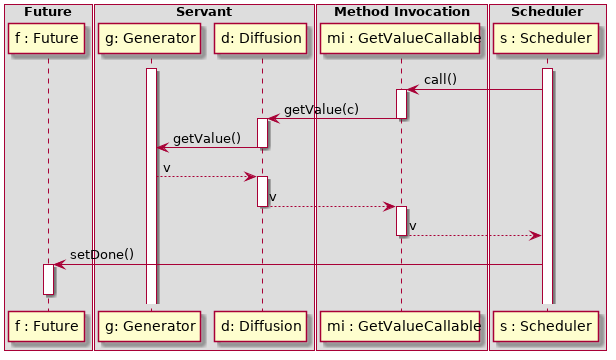 Future
Servant
Method Invocation
Scheduler
f : Future
g: Generator
d: Diffusion
mi : GetValueCallable
s : Scheduler
call()
getValue(c)
getValue()
v
v
v
setDone()
f : Future
g: Generator
d: Diffusion
mi : GetValueCallable
s : Scheduler